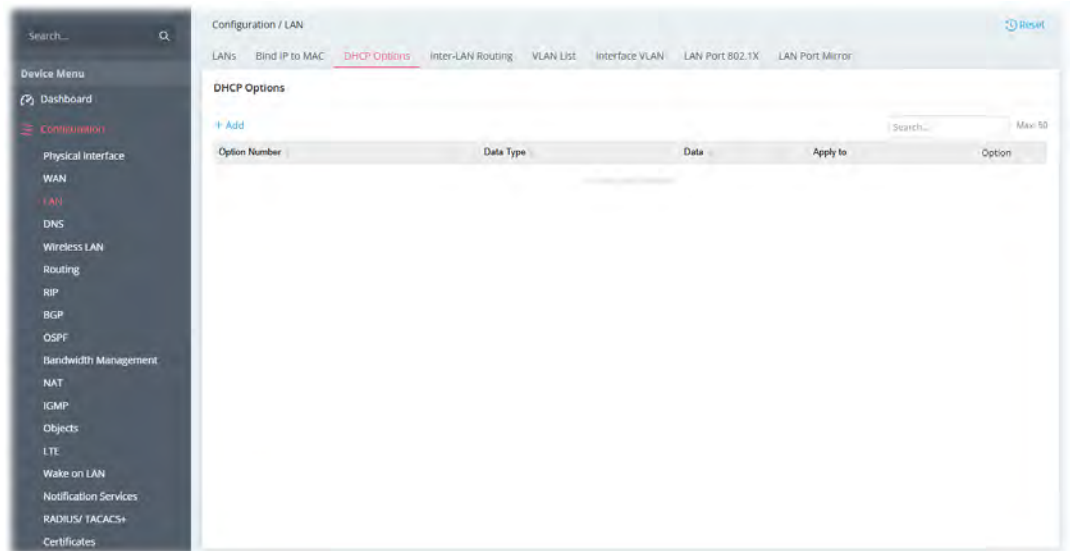 Search...
Device Menu
Dashboard
Configuration
Physical Interface
WAN
LAN
DNS
Wireless LAN
Routing
RIP
BGP
OSPF
Bandwidth Management
NAT
IGMP
Objects
LTE
Wake on LAN
Notification Services
RADIUS/ TACACS+
Certificates
Configuration / LAN
Reset
LANs Bind IP to MAC DHCP Options Inter-LAN Routing VLAN List Interface VLAN LAN Port 802.1X LAN Port Mirror
DHCP Options
+ Add
Search...
Max: 50
Option Number Data Type Data Apply to Option